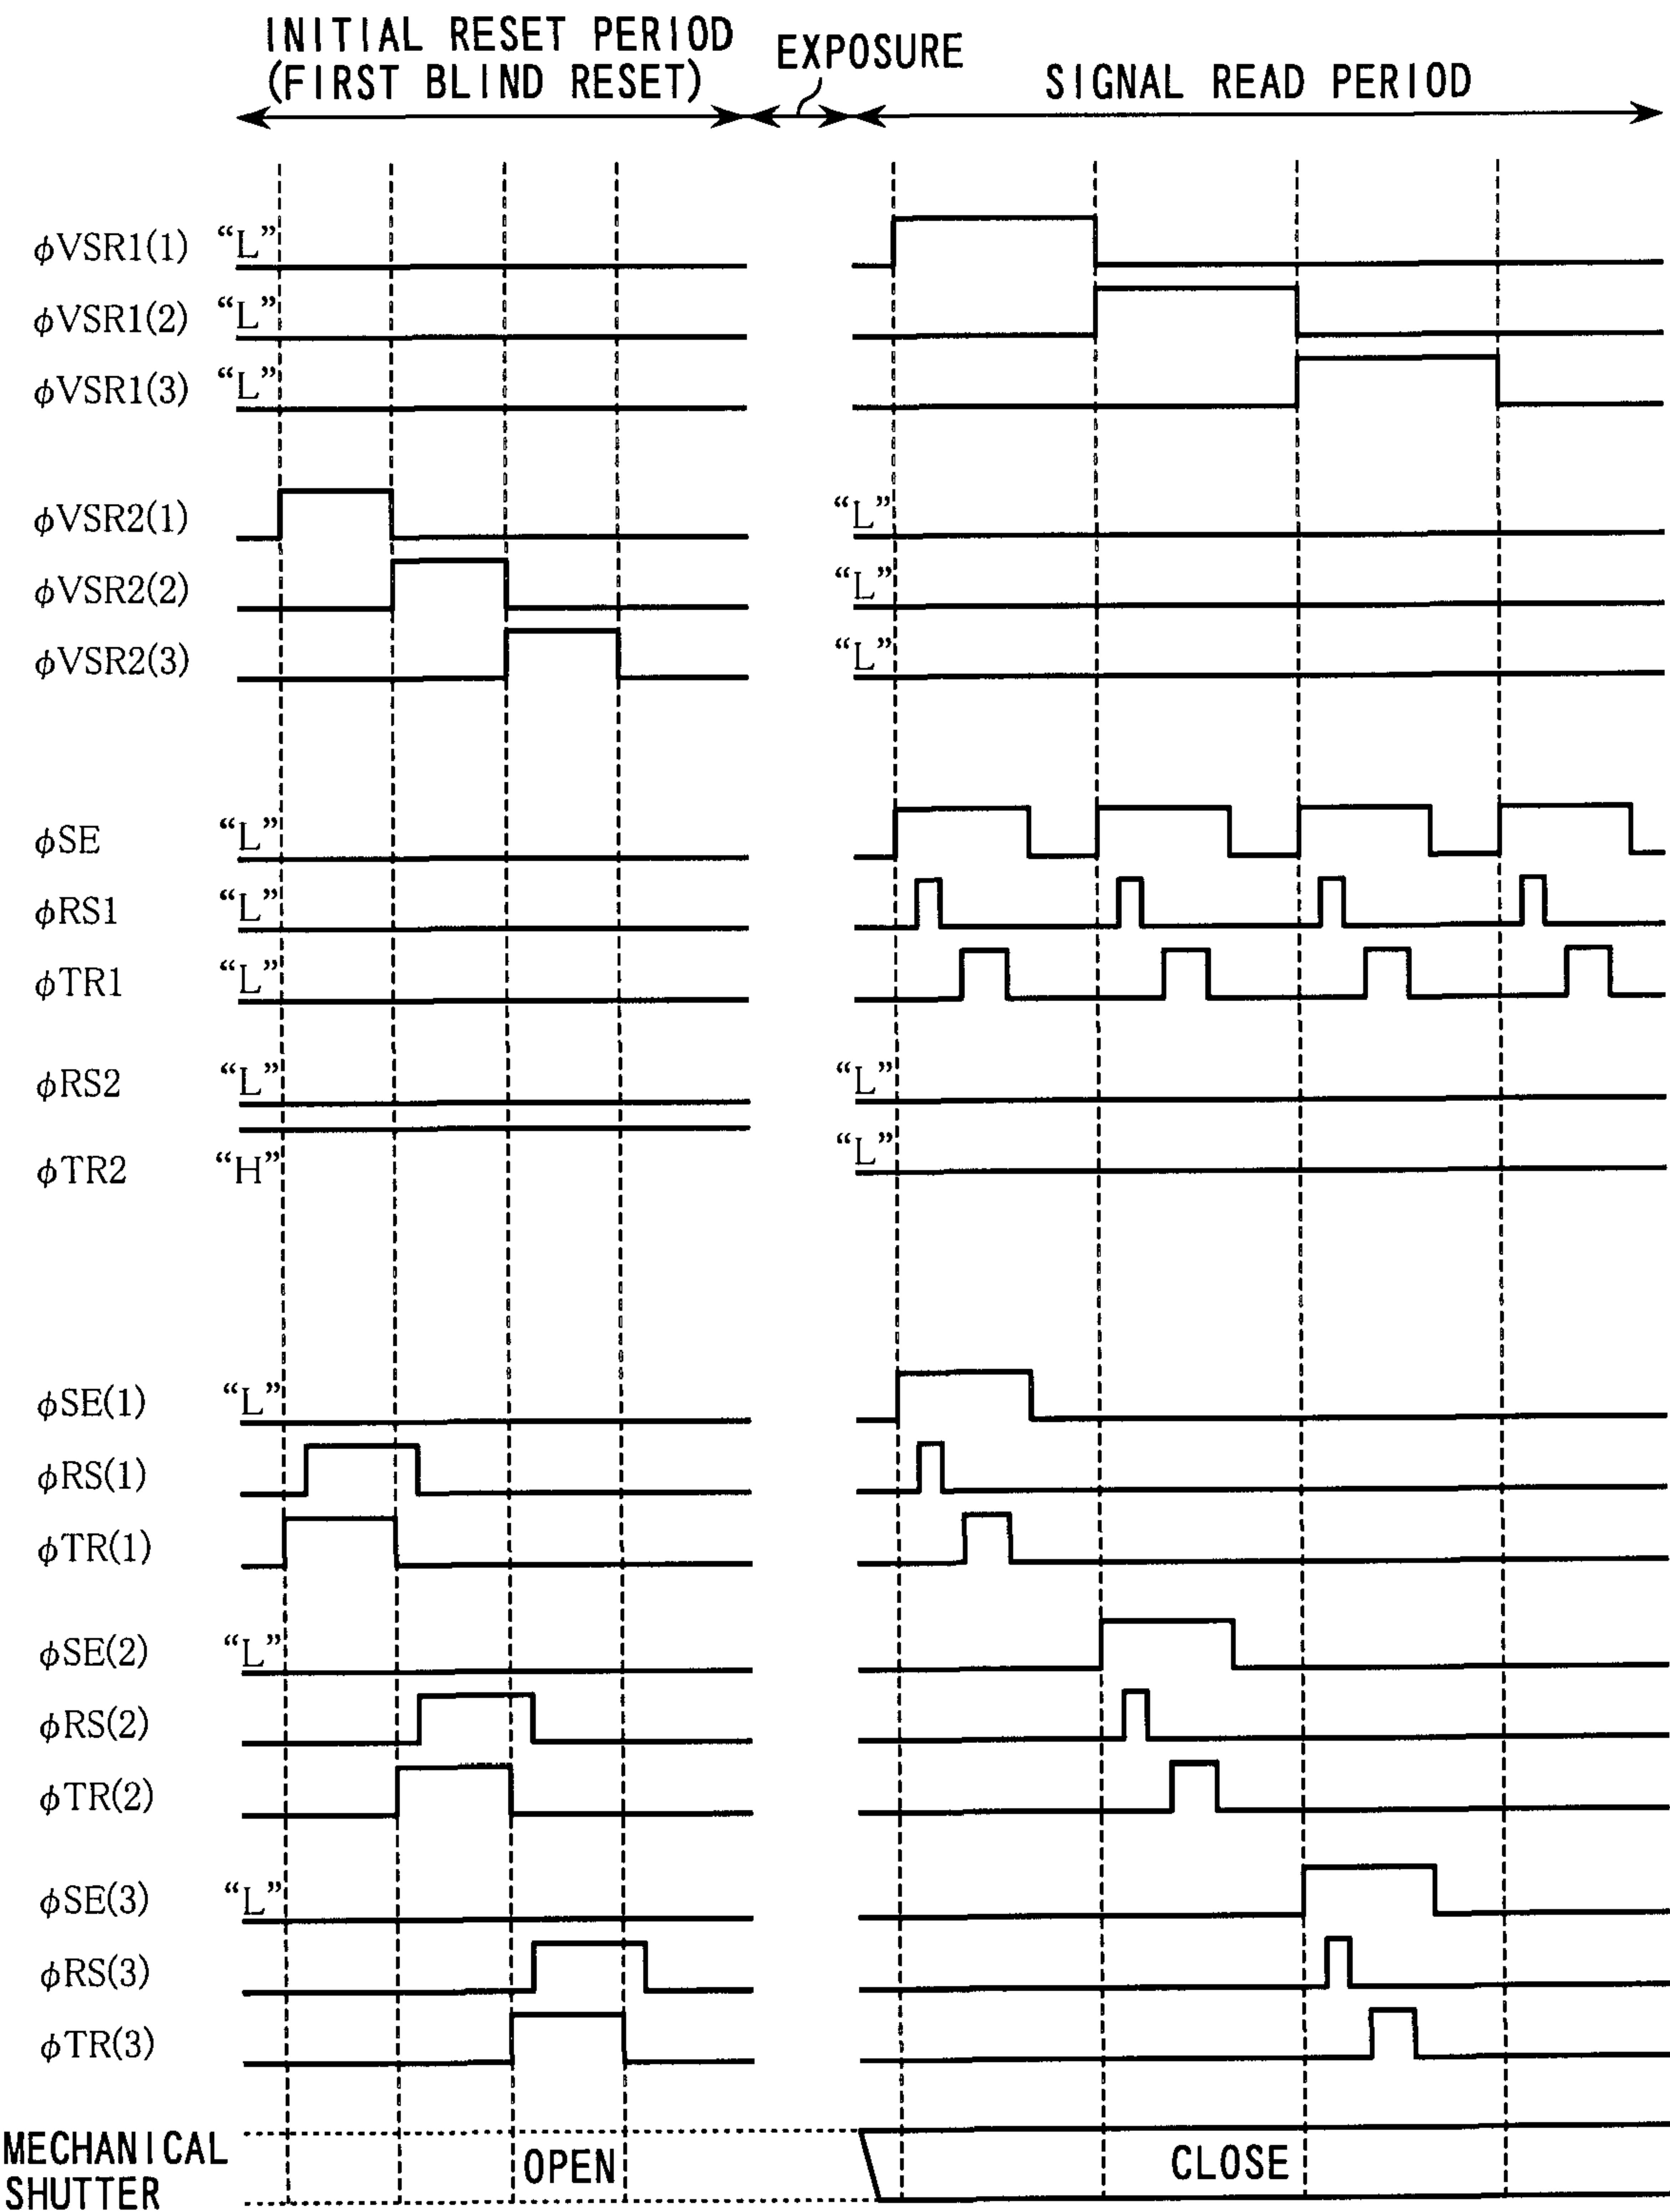 INITIAL RESET PERIOD
(FIRST BLIND RESET)
EXPOSURE
SIGNAL READ PERIOD
φVSR1(1) “L”
φVSR1(2) “L”
φVSR1(3) “L”
φVSR2(1) “L”
φVSR2(2) “L”
φVSR2(3) “L”
φSE “L”
φRS1 “L”
φTR1 “L”
φRS2 “L” “L”
φTR2 “H” “L”
φSE(1) “L”
φRS(1)
φTR(1)
φSE(2) “L”
φRS(2)
φTR(2)
φSE(3) “L”
φRS(3)
φTR(3)
MECHANICAL
SHUTTER
OPEN
CLOSE